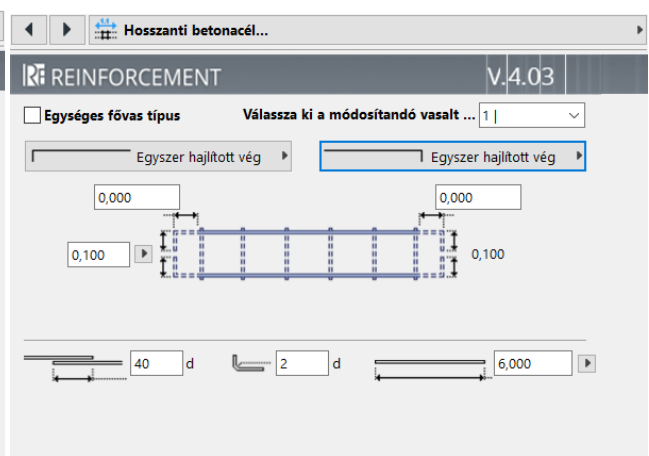 Hosszanti betonacél...
REINFORCEMENT V.4.03
Egységes fővas típus Válassza ki a módosítandó vasalt ... 1 |
Egyszer hajlított vég Egyszer hajlított vég
0,000 0,000
0,100 0,100
40 d 2 d 6,000